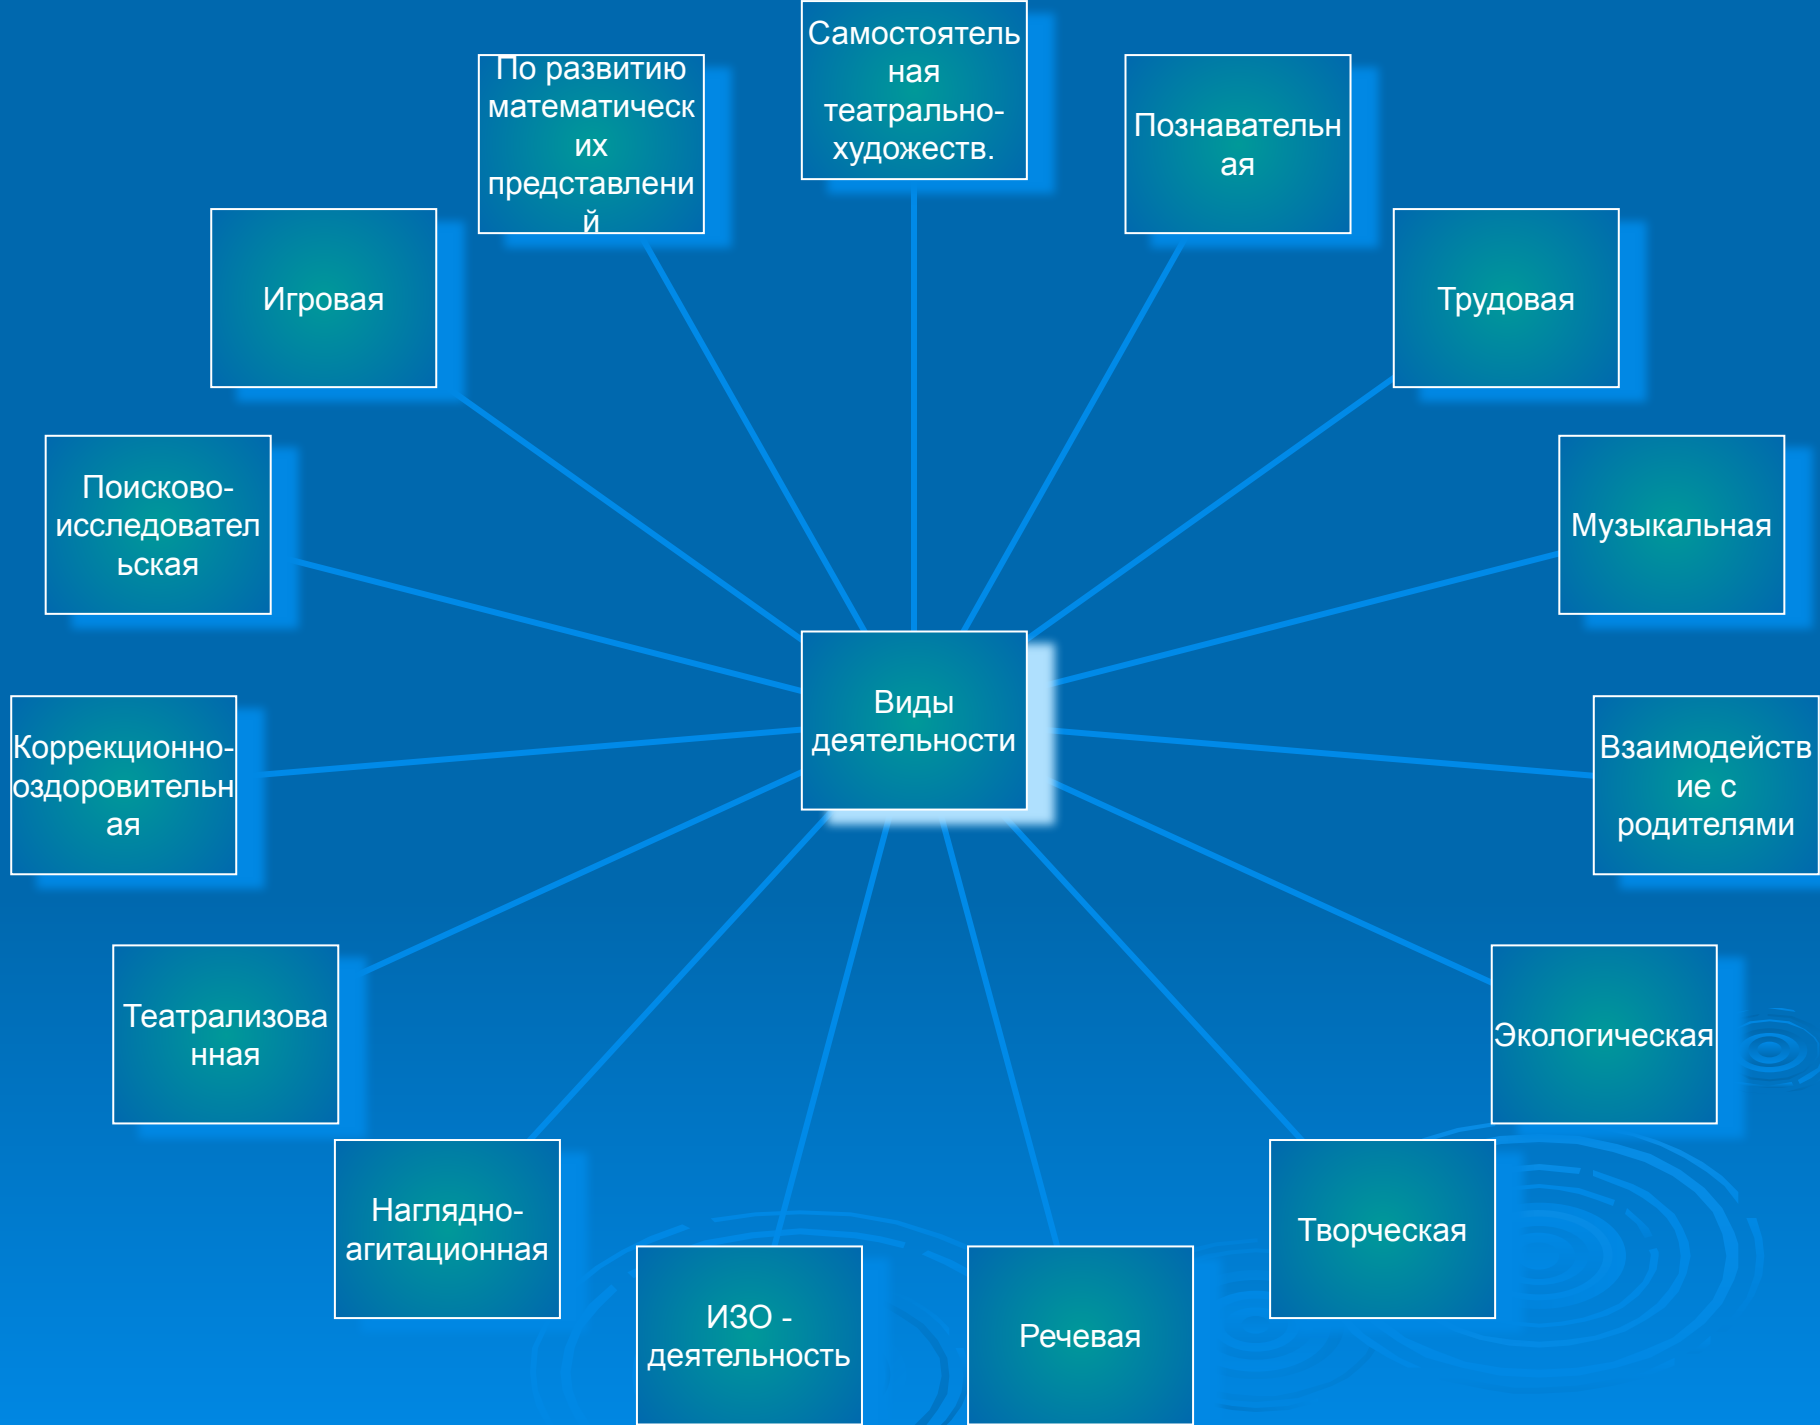 Самостоятель
ная
театрально-
художеств.
По развитию
математическ
их
представлени
й
Познавательн
ая
Игровая
Трудовая
Поисково-
исследовател
ьская
Музыкальная
Виды
деятельности
Коррекционно-
оздоровительн
ая
Взаимодейств
ие с
родителями
Театрализова
нная
Экологическая
Наглядно-
агитационная
Творческая
ИЗО -
деятельность
Речевая